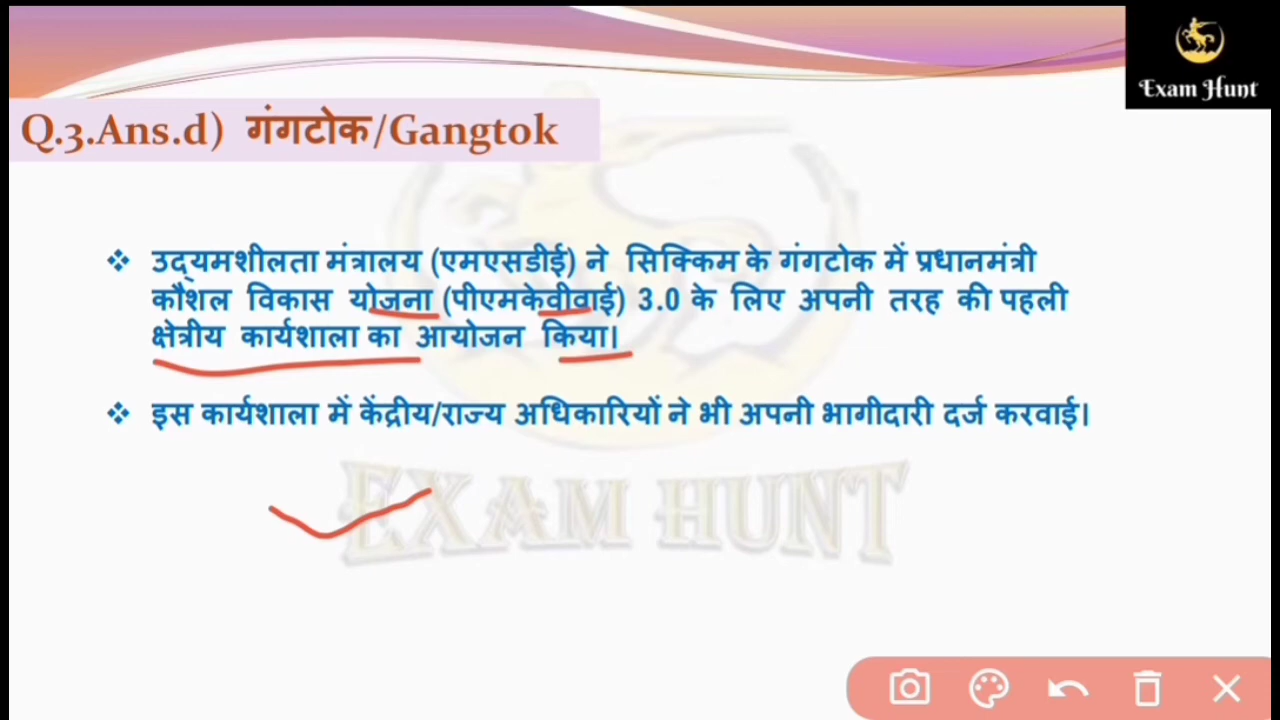 Exam Hunt
Q.3.Ans.d) गंगटोक/Gangtok
❖ उद्यमशीलता मंत्रालय (एमएसडीई) ने सिक्किम के गंगटोक में प्रधानमंत्री
कौशल विकास योजना (पीएमकेवीवाई) 3.0 के लिए अपनी तरह की पहली
क्षेत्रीय कार्यशाला का आयोजन किया।
❖ इस कार्यशाला में केंद्रीय/राज्य अधिकारियों ने भी अपनी भागीदारी दर्ज करवाई।
EXAM HUNT